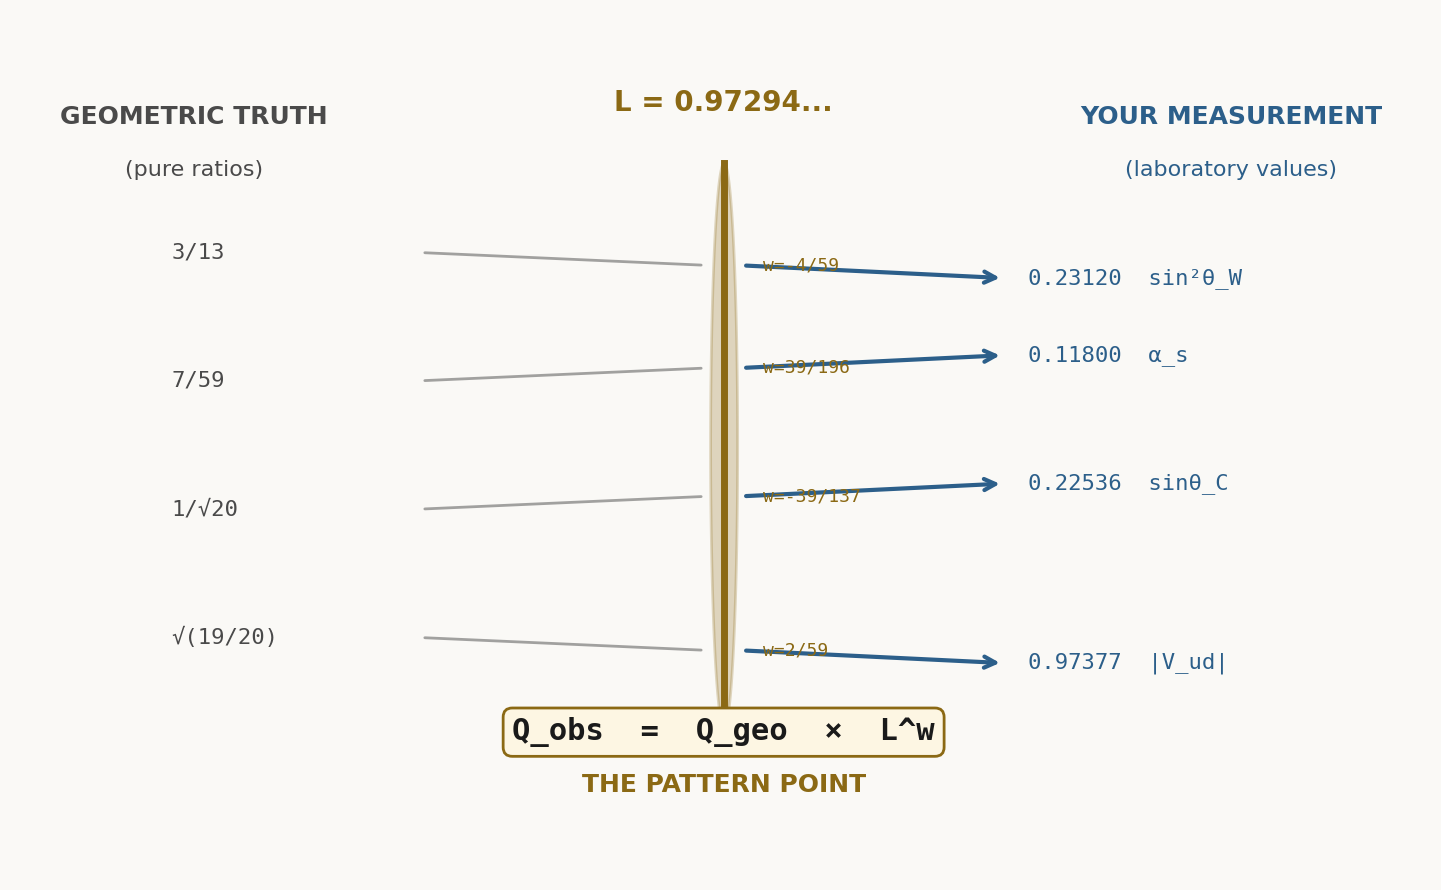 L = 0.97294...
GEOMETRIC TRUTH
(pure ratios)
YOUR MEASUREMENT
(laboratory values)
3/13
w=-4/59
0.23120  sin²θ_W
7/59
w=39/196
0.11800  α_s
1/√20
w=-39/137
0.22536  sinθ_C
√(19/20)
w=2/59
0.97377  |V_ud|
Q_obs  =  Q_geo  ×  L^w
THE PATTERN POINT